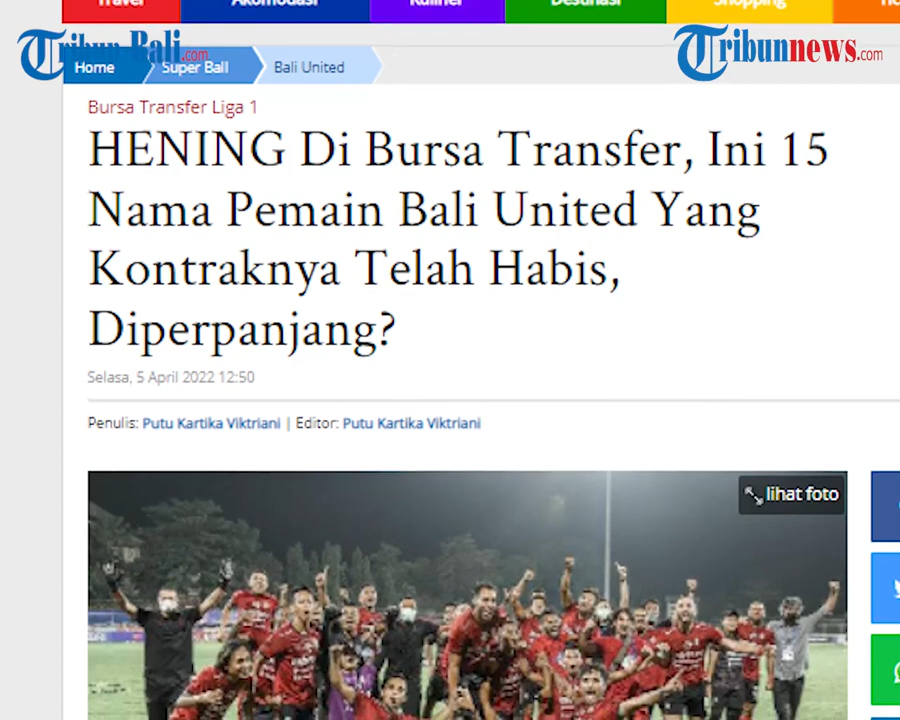 Travel Akomodasi Kuliner Destinasi Shopping
Tribun Bali.com
Tribunnews.com
Home Super Ball Bali United
Bursa Transfer Liga 1
HENING Di Bursa Transfer, Ini 15
Nama Pemain Bali United Yang
Kontraknya Telah Habis,
Diperpanjang?
Selasa, 5 April 2022 12:50
Penulis: Putu Kartika Viktriani | Editor: Putu Kartika Viktriani
lihat foto